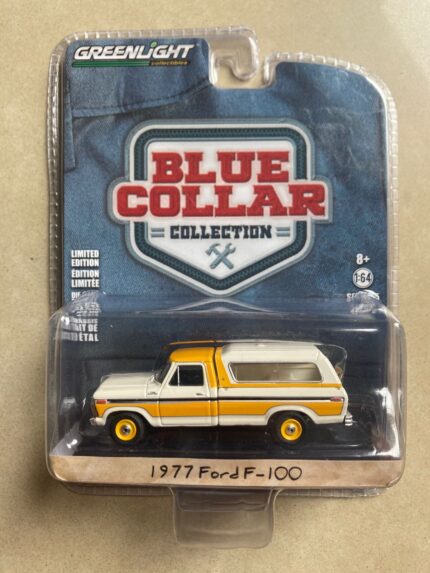 GREENLIGHT
collectibles
BLUE
COLLAR
COLLECTION
LIMITED
EDITION
ÉDITION
LIMITÉE
8+
1:64
1977 Ford F-100